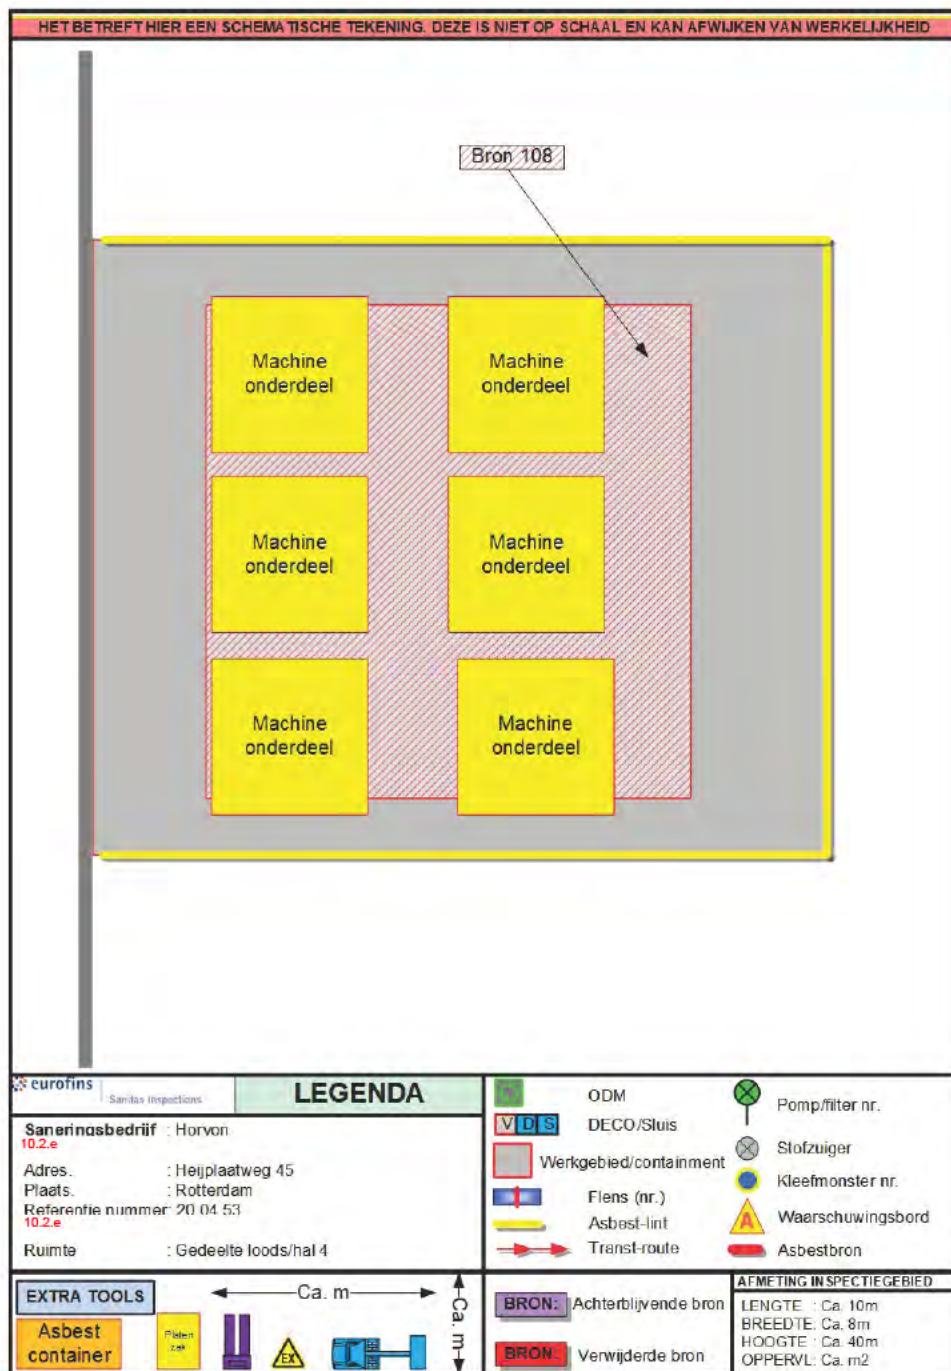 HET BETREFT HIER EEN SCHEMATISCHE TEKENING. DEZE IS NIET OP SCHAAL EN KAN AFWIJKEN VAN WERKELIJKHEID
Bron 108
Machine
onderdeel
Machine
onderdeel
Machine
onderdeel
Machine
onderdeel
Machine
onderdeel
Machine
onderdeel
eurofins
Sanitas Inspections
LEGENDA
Saneringsbedrijf : Horvon
10.2.e
Adres. : Heijplaatweg 45
Plaats. : Rotterdam
Referentie nummer: 20.04.53
10.2.e
Ruimte : Gedeelte loods/hal 4
ODM
V D S DECO/Sluis
Werkgebied/containment
Flens (nr.)
Asbest-lint
Transt-route
Pomp/filter nr.
Stofzuiger
Kleefmonster nr.
A Waarschuwingsbord
Asbestbron
EXTRA TOOLS
Asbest
container
Platen
zak
EX
Ca. m
Ca. m
BRON: Achterblijvende bron
BRON: Verwijderde bron
AFMETING INSPECTIEGEBIED
LENGTE : Ca. 10m
BREEDTE: Ca. 8m
HOOGTE : Ca. 40m
OPPERVL: Ca. m2